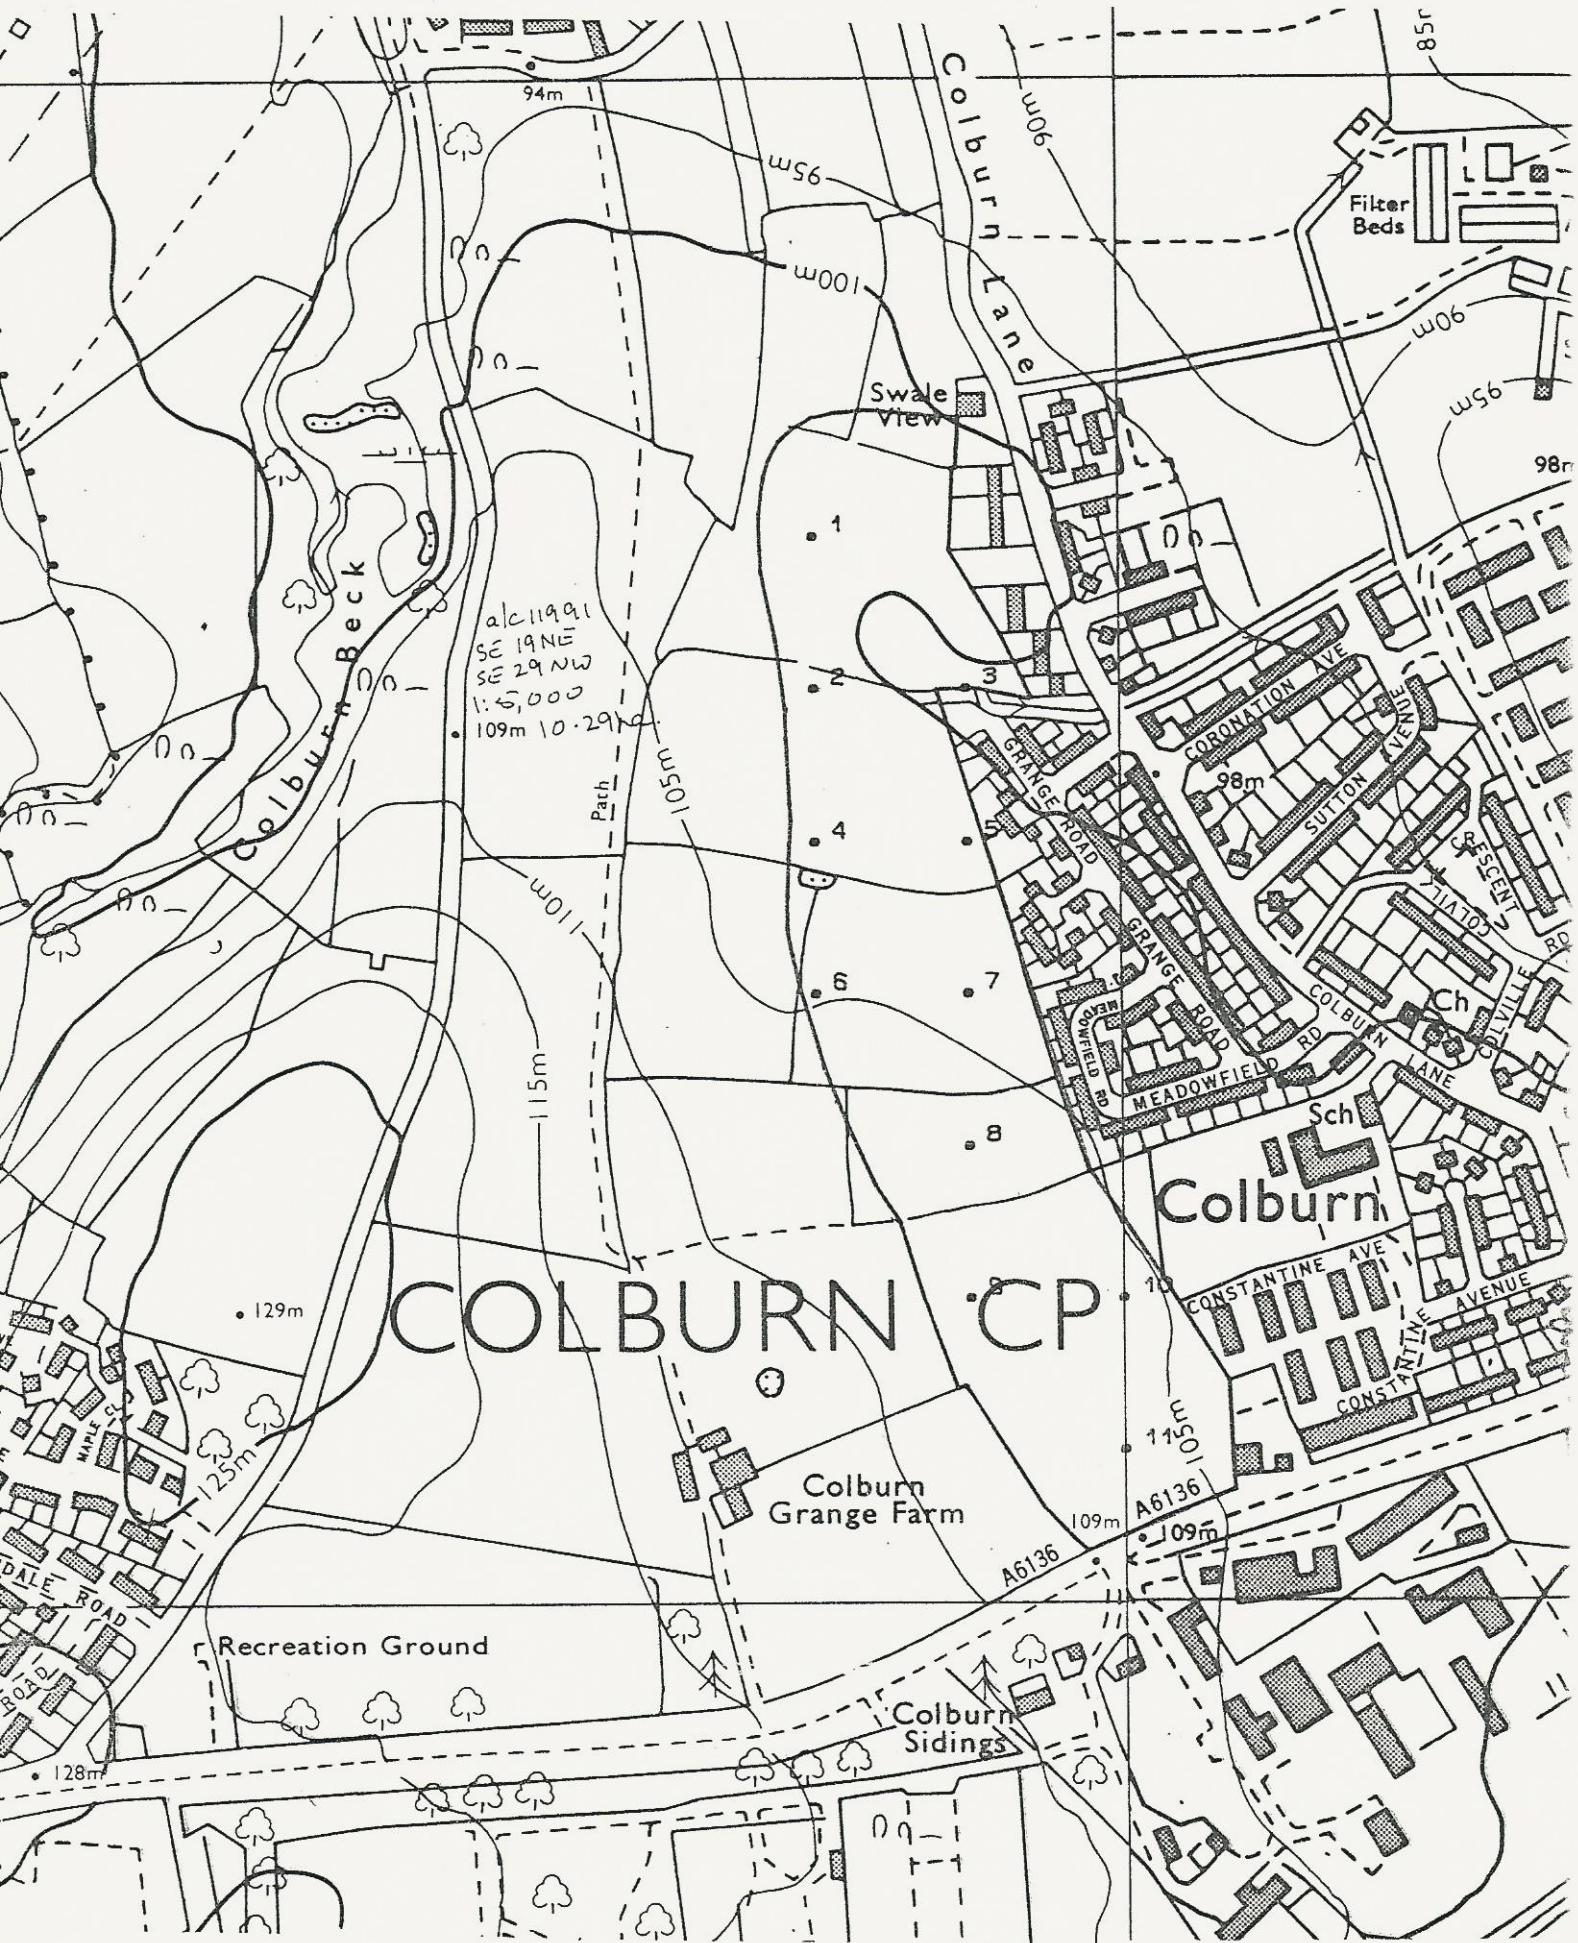 94m
Colburn Lane
90m
85m
95m
Filter
Beds
100m
90m
95m
Swale
View
98m
1
a/c 11991
SE 19NE
SE 29NW
1:5,000
109m 10.29ha.
Colburn Beck
2
3
CORONATION AVE
SUTTON AVENUE
98m
GRANGE ROAD
Path
105m
4
5
COLVILLE CRESCENT
110m
GRANGE ROAD
RD
6
7
COLBURN LANE
Ch
COLVILLE
MEADOWFIELD RD
MEADOWFIELD RD
115m
Sch
8
Colburn
CONSTANTINE AVE
CONSTANTINE AVENUE
129m
COLBURN CP
9
10
MAPLE CL
125m
11
105m
Colburn
Grange Farm
A6136
109m
109m
A6136
DALE ROAD
Recreation Ground
ROAD
Colburn
Sidings
128m